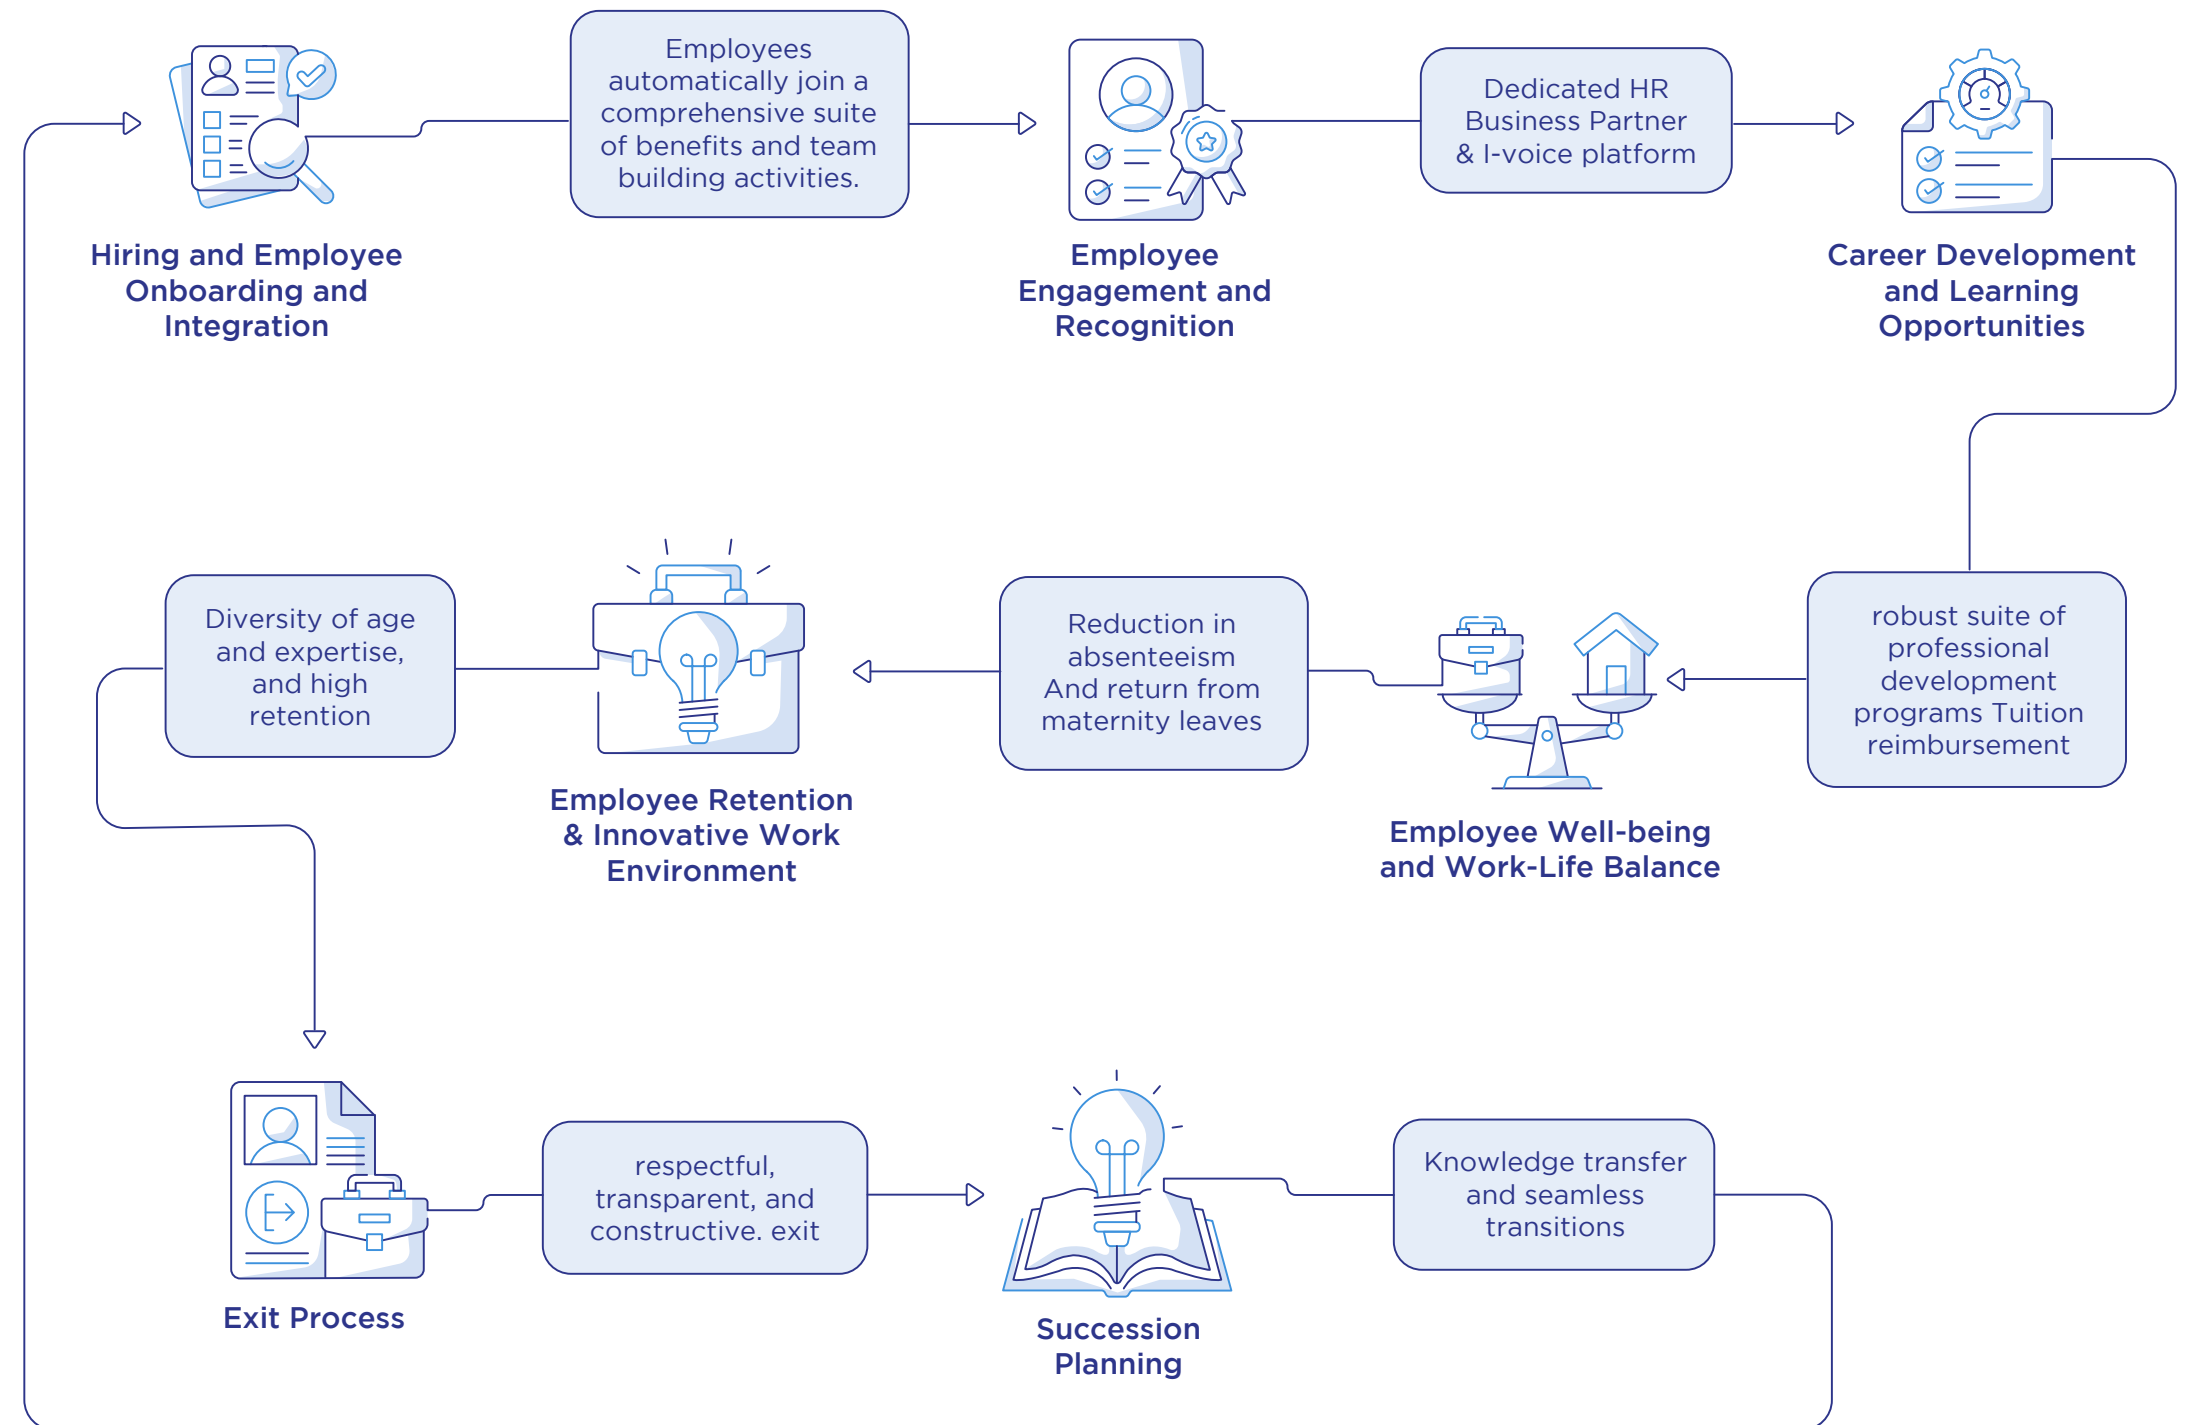 Employees
automatically join a
comprehensive suite
of benefits and team
building activities.
Dedicated HR
Business Partner
& I-voice platform
Hiring and Employee
Onboarding and
Integration
Employee
Engagement and
Recognition
Career Development
and Learning
Opportunities
robust suite of
professional
development
programs Tuition
reimbursement
Employee Well-being
and Work-Life Balance
Reduction in
absenteeism
And return from
maternity leaves
Employee Retention
& Innovative Work
Environment
Diversity of age
and expertise,
and high
retention
Exit Process
respectful,
transparent, and
constructive. exit
Succession
Planning
Knowledge transfer
and seamless
transitions